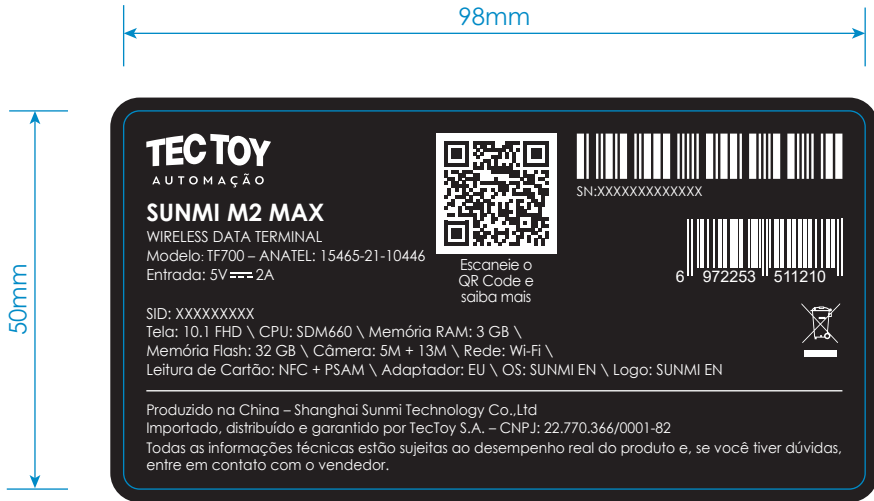 98mm
50mm
TECTOY
AUTOMAÇÃO
SUNMI M2 MAX
WIRELESS DATA TERMINAL
Modelo: TF700 – ANATEL: 15465-21-10446
Entrada: 5V 2A
Escaneie o
QR Code e
saiba mais
SN:XXXXXXXXXXXXX
6 972253 511210
SID: XXXXXXXXX
Tela: 10.1 FHD \ CPU: SDM660 \ Memória RAM: 3 GB \
Memória Flash: 32 GB \ Câmera: 5M + 13M \ Rede: Wi-Fi \
Leitura de Cartão: NFC + PSAM \ Adaptador: EU \ OS: SUNMI EN \ Logo: SUNMI EN
Produzido na China – Shanghai Sunmi Technology Co.,Ltd
Importado, distribuído e garantido por TecToy S.A. – CNPJ: 22.770.366/0001-82
Todas as informações técnicas estão sujeitas ao desempenho real do produto e, se você tiver dúvidas,
entre em contato com o vendedor.